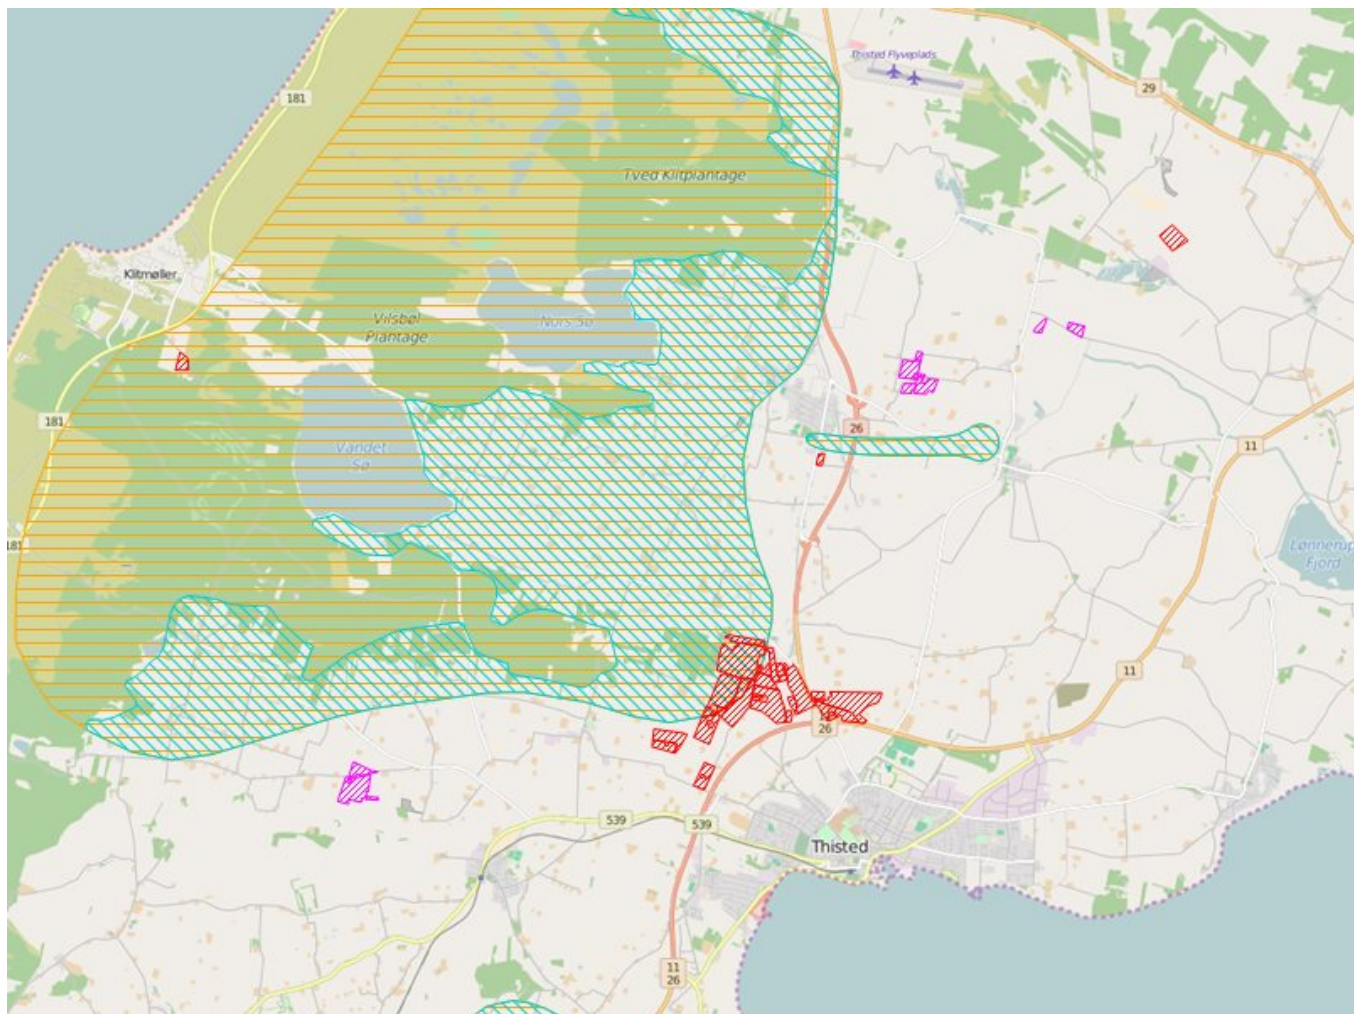 Thisted Flyveplads
29
181
Tved Klitplantage
Klitmøller
Vilsbøl
Plantage
Nors Sø
181
26
11
Vandet
Sø
181
Lønnerup
Fjord
11
26
539
539
Thisted
11
26